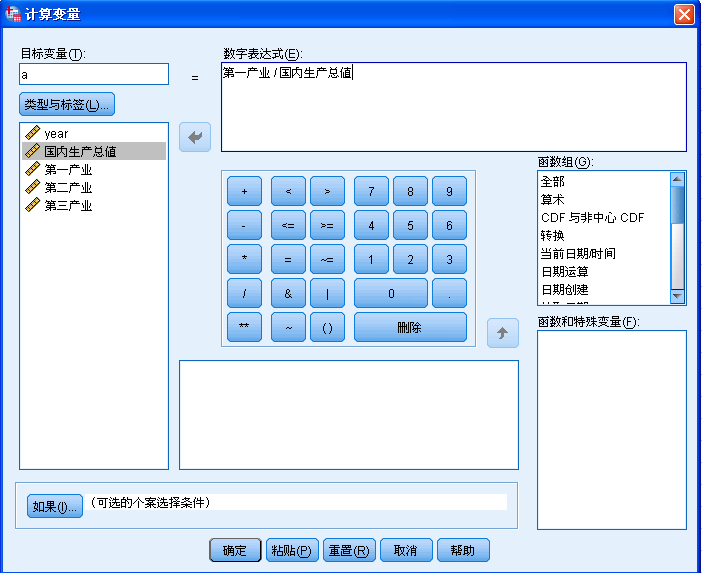 计算变量
目标变量(T):
a
=
数字表达式(E):
第一产业 / 国内生产总值
类型与标签(L)...
year
国内生产总值
第一产业
第二产业
第三产业
+ < > 7 8 9
- <= >= 4 5 6
* = ~= 1 2 3
/ & | 0 .
** ~ () 删除
函数组(G):
全部
算术
CDF 与非中心 CDF
转换
当前日期/时间
日期运算
日期创建
函数和特殊变量(F):
如果(I)...
(可选的个案选择条件)
确定 粘贴(P) 重置(R) 取消 帮助